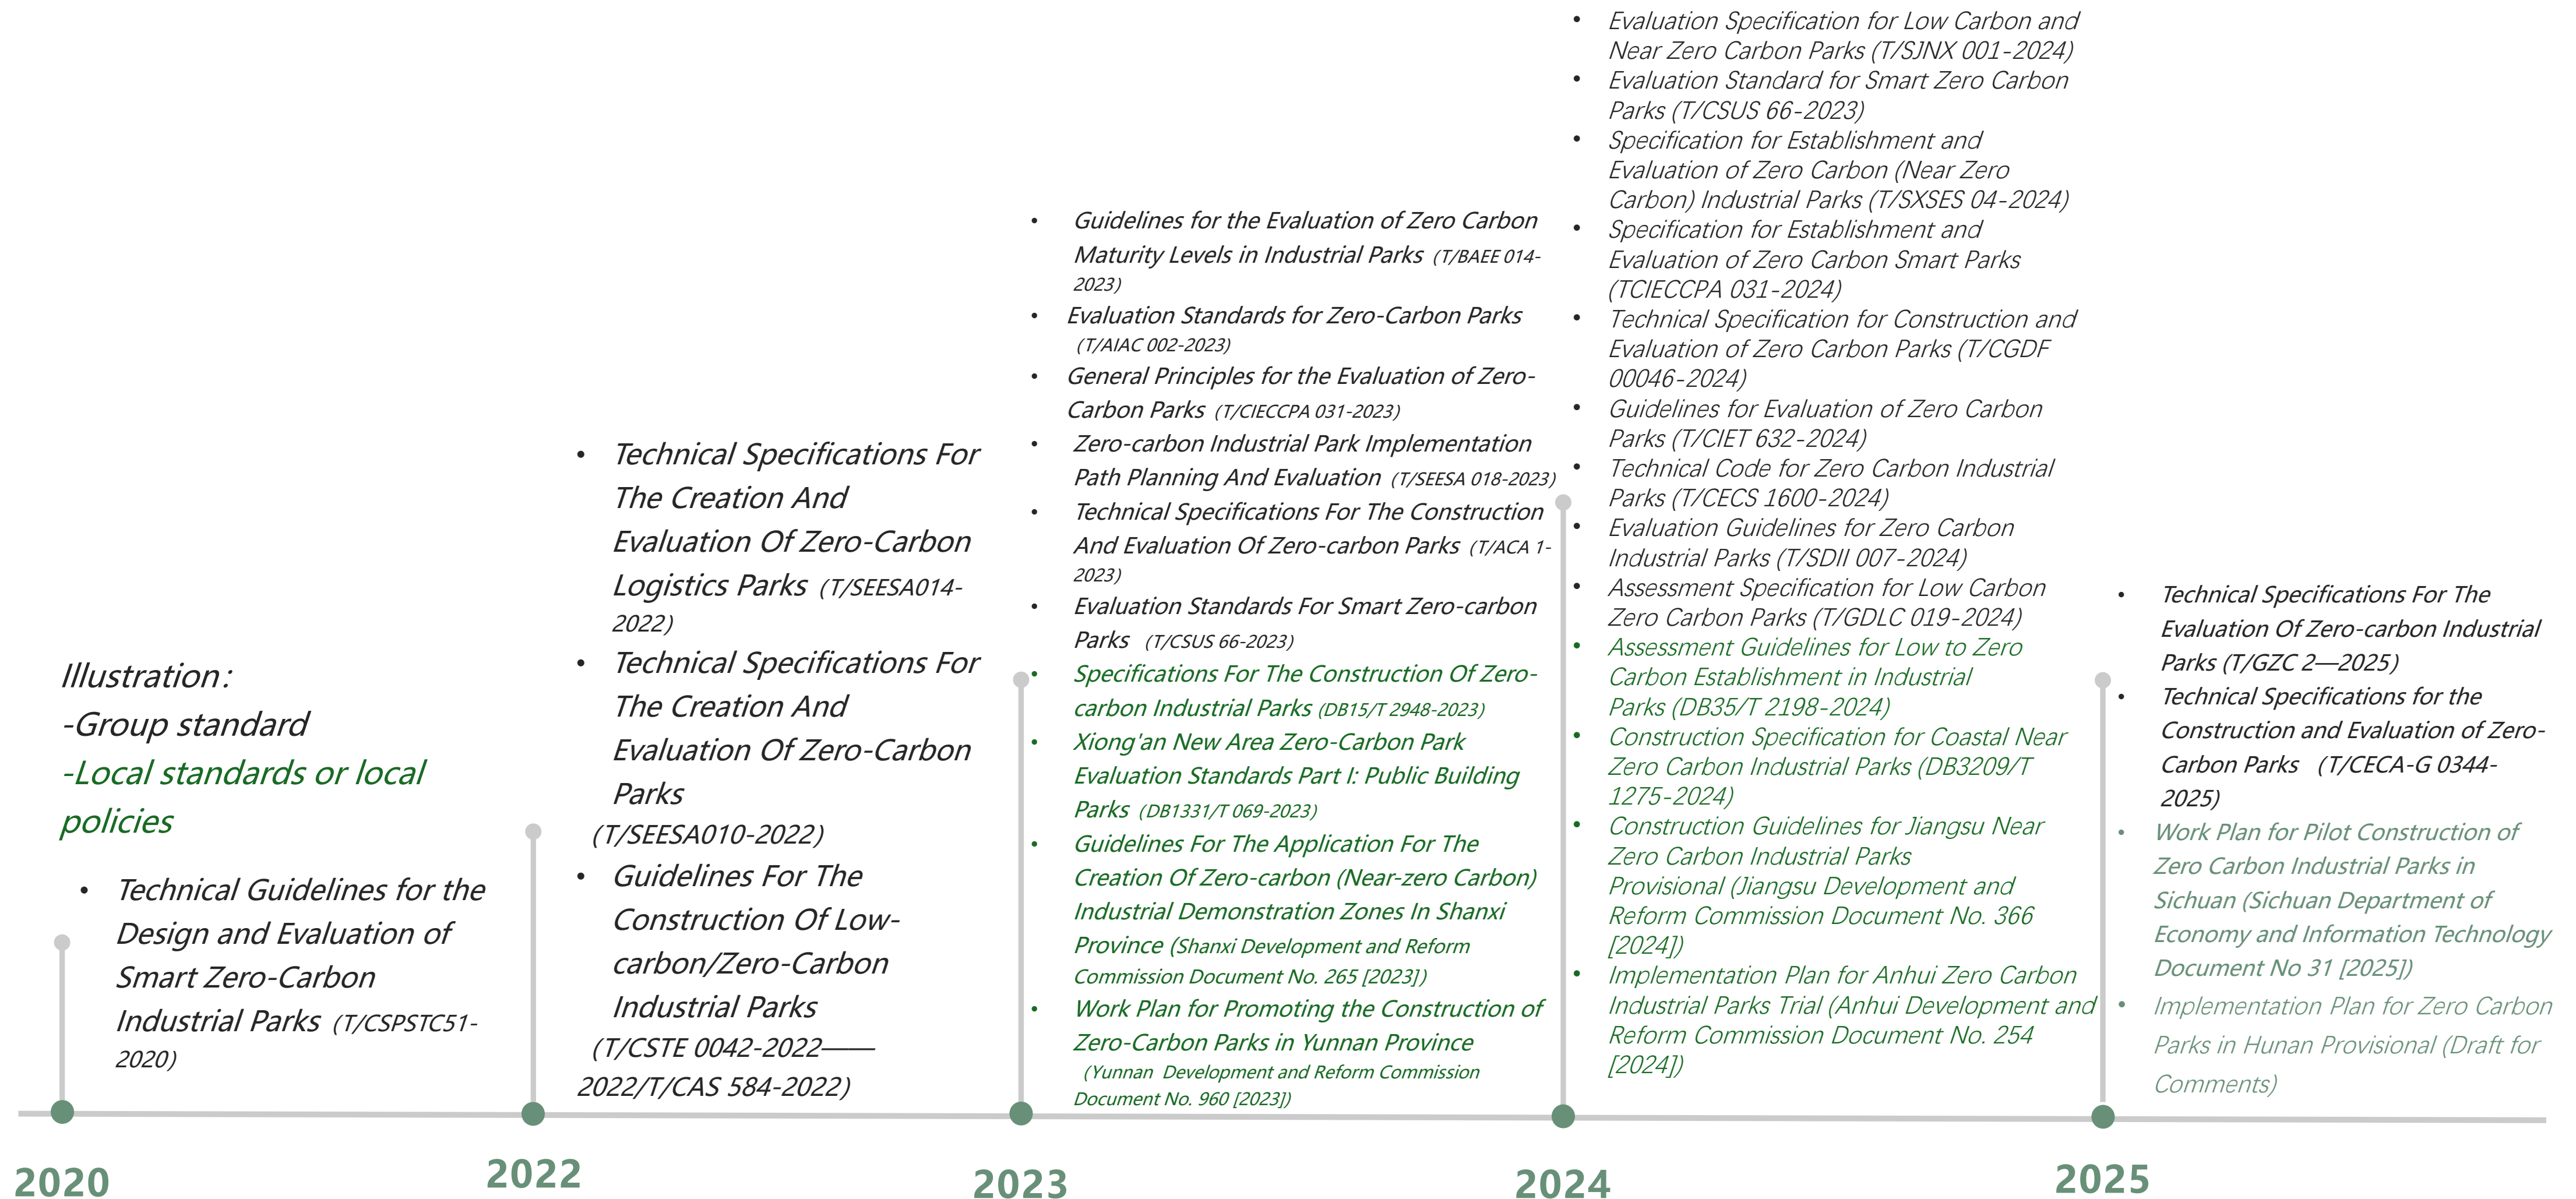 Illustration:
-Group standard
-Local standards or local
policies
• Technical Guidelines for the
Design and Evaluation of
Smart Zero-Carbon
Industrial Parks (T/CSPSTC51-
2020)
• Technical Specifications For
The Creation And
Evaluation Of Zero-Carbon
Logistics Parks (T/SEESA014-
2022)
• Technical Specifications For
The Creation And
Evaluation Of Zero-Carbon
Parks
(T/SEESA010-2022)
• Guidelines For The
Construction Of Low-
carbon/Zero-Carbon
Industrial Parks
(T/CSTE 0042-2022——
2022/T/CAS 584-2022)
• Guidelines for the Evaluation of Zero Carbon
Maturity Levels in Industrial Parks (T/BAEE 014-
2023)
• Evaluation Standards for Zero-Carbon Parks
(T/AIAC 002-2023)
• General Principles for the Evaluation of Zero-
Carbon Parks (T/CIECCPA 031-2023)
• Zero-carbon Industrial Park Implementation
Path Planning And Evaluation (T/SEESA 018-2023)
• Technical Specifications For The Construction
And Evaluation Of Zero-carbon Parks (T/ACA 1-
2023)
• Evaluation Standards For Smart Zero-carbon
Parks (T/CSUS 66-2023)
• Specifications For The Construction Of Zero-
carbon Industrial Parks (DB15/T 2948-2023)
• Xiong'an New Area Zero-Carbon Park
Evaluation Standards Part I: Public Building
Parks (DB1331/T 069-2023)
• Guidelines For The Application For The
Creation Of Zero-carbon (Near-zero Carbon)
Industrial Demonstration Zones In Shanxi
Province (Shanxi Development and Reform
Commission Document No. 265 [2023])
• Work Plan for Promoting the Construction of
Zero-Carbon Parks in Yunnan Province
(Yunnan Development and Reform Commission
Document No. 960 [2023])
• Evaluation Specification for Low Carbon and
Near Zero Carbon Parks (T/SJNX 001-2024)
• Evaluation Standard for Smart Zero Carbon
Parks (T/CSUS 66-2023)
• Specification for Establishment and
Evaluation of Zero Carbon (Near Zero
Carbon) Industrial Parks (T/SXSES 04-2024)
• Specification for Establishment and
Evaluation of Zero Carbon Smart Parks
(TCIECCPA 031-2024)
• Technical Specification for Construction and
Evaluation of Zero Carbon Parks (T/CGDF
00046-2024)
• Guidelines for Evaluation of Zero Carbon
Parks (T/CIET 632-2024)
• Technical Code for Zero Carbon Industrial
Parks (T/CECS 1600-2024)
• Evaluation Guidelines for Zero Carbon
Industrial Parks (T/SDII 007-2024)
• Assessment Specification for Low Carbon
Zero Carbon Parks (T/GDLC 019-2024)
• Assessment Guidelines for Low to Zero
Carbon Establishment in Industrial
Parks (DB35/T 2198-2024)
• Construction Specification for Coastal Near
Zero Carbon Industrial Parks (DB3209/T
1275-2024)
• Construction Guidelines for Jiangsu Near
Zero Carbon Industrial Parks
Provisional (Jiangsu Development and
Reform Commission Document No. 366
[2024])
• Implementation Plan for Anhui Zero Carbon
Industrial Parks Trial (Anhui Development and
Reform Commission Document No. 254
[2024])
• Technical Specifications For The
Evaluation Of Zero-carbon Industrial
Parks (T/GZC 2—2025)
• Technical Specifications for the
Construction and Evaluation of Zero-
Carbon Parks (T/CECA-G 0344-
2025)
• Work Plan for Pilot Construction of
Zero Carbon Industrial Parks in
Sichuan (Sichuan Department of
Economy and Information Technology
Document No 31 [2025])
• Implementation Plan for Zero Carbon
Parks in Hunan Provisional (Draft for
Comments)
2020
2022
2023
2024
2025